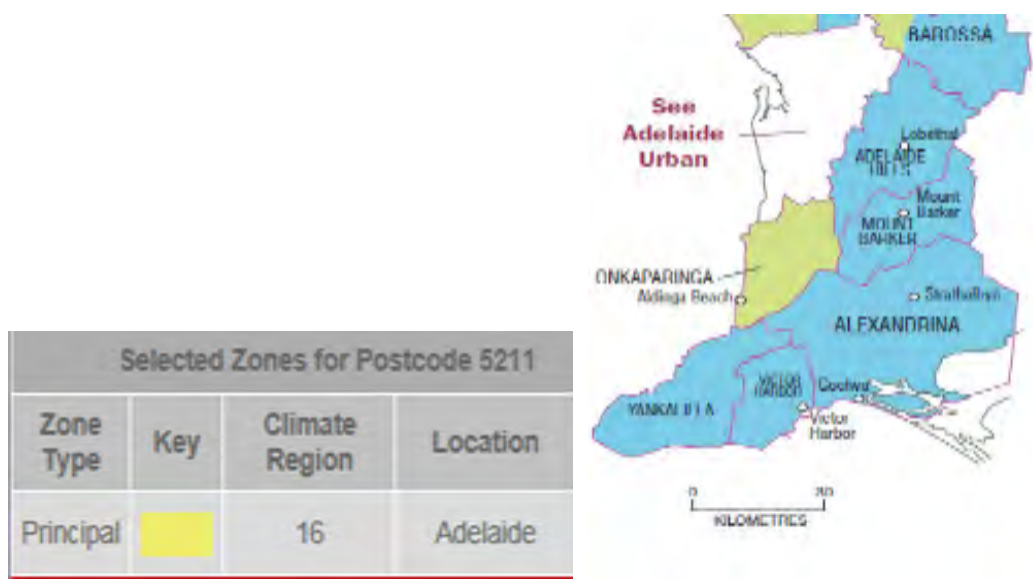 Selected Zones for Postcode 5211
Zone Type
Key
Climate Region
Location
Principal
16
Adelaide
BAROSSA
See
Adelaide
Urban
Lobethal
ADELAIDE
HILLS
Mount
Barker
MOUNT
BARKER
ONKAPARINGA
Aldinga Beach
Strathalbyn
ALEXANDRINA
VICTOR
HARBOR
Goolwa
YANKALILLA
Victor
Harbor
0
KILOMETRES